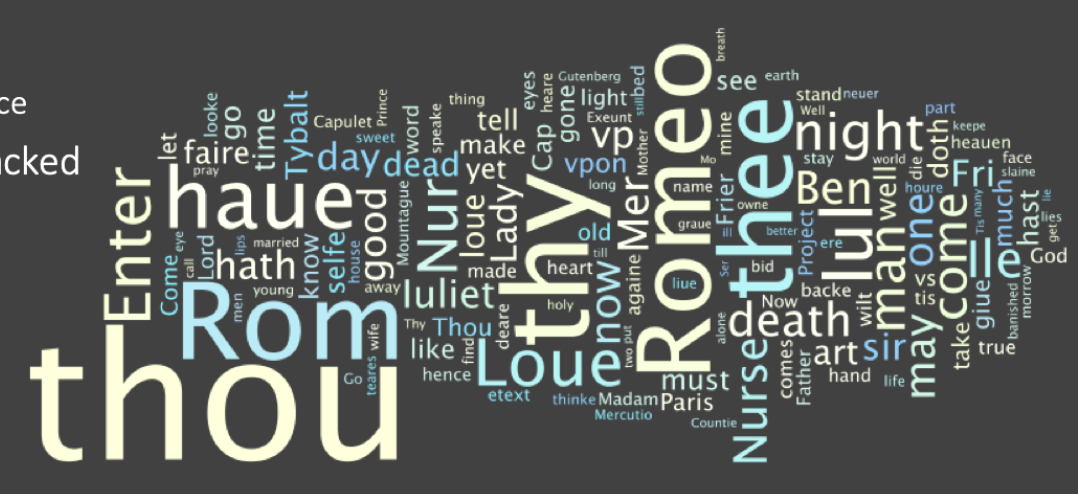 ce
acked
thou
Enter
haue
Rom
thy
Romeo
thee
Loue
night
Iul
Ile
come
Nurse
death
now
Nur
Iuliet
Ben
man
one
may
Mer
vp
day
dead
good
hath
Lady
loue
Tybalt
faire
time
go
let
looke
pray
Capulet
Prince
sweet
word
speake
thing
tell
make
yet
eyes
heare
Gutenberg
gone
light
Exeunt
still
bed
Cap
vpon
long
Mother
breath
see
earth
mine
Mo
name
graue
liue
old
till
againe
heart
made
holy
deare
Thou
Thy
like
find
hence
etext
thinke
Madam
Mercutio
Paris
must
two
put
alone
Countie
Frier
ill
owne
Ser
better
bid
Now
Project
ere
stay
Well
stand
neuer
part
keepe
heauen
doth
die
world
well
houre
Fri
face
slaine
many
Tis
much
hast
lie
lies
get
God
morrow
banished
giue
vs
tis
true
take
wilt
backe
art
sir
hand
life
comes
Father
Come
eye
call
Lord
lips
married
young
men
know
selfe
house
away
Mountague
Go
teares
wife